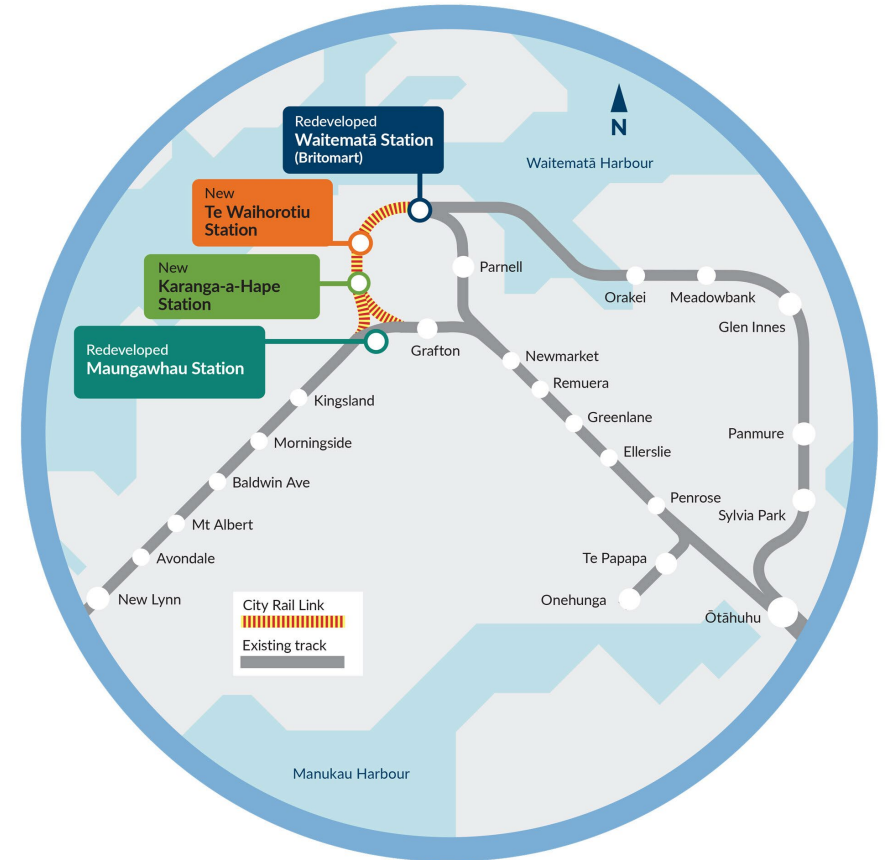 Redeveloped
Waitematā Station
(Britomart)
N
Waitematā Harbour
New
Te Waihorotiu
Station
New
Karanga-a-Hape
Station
Parnell
Orakei
Meadowbank
Glen Innes
Redeveloped
Maungawhau Station
Grafton
Newmarket
Remuera
Kingsland
Greenlane
Morningside
Ellerslie
Panmure
Baldwin Ave
Penrose
Sylvia Park
Mt Albert
Avondale
Te Papapa
New Lynn
Onehunga
Ōtāhuhu
City Rail Link
Existing track
Manukau Harbour